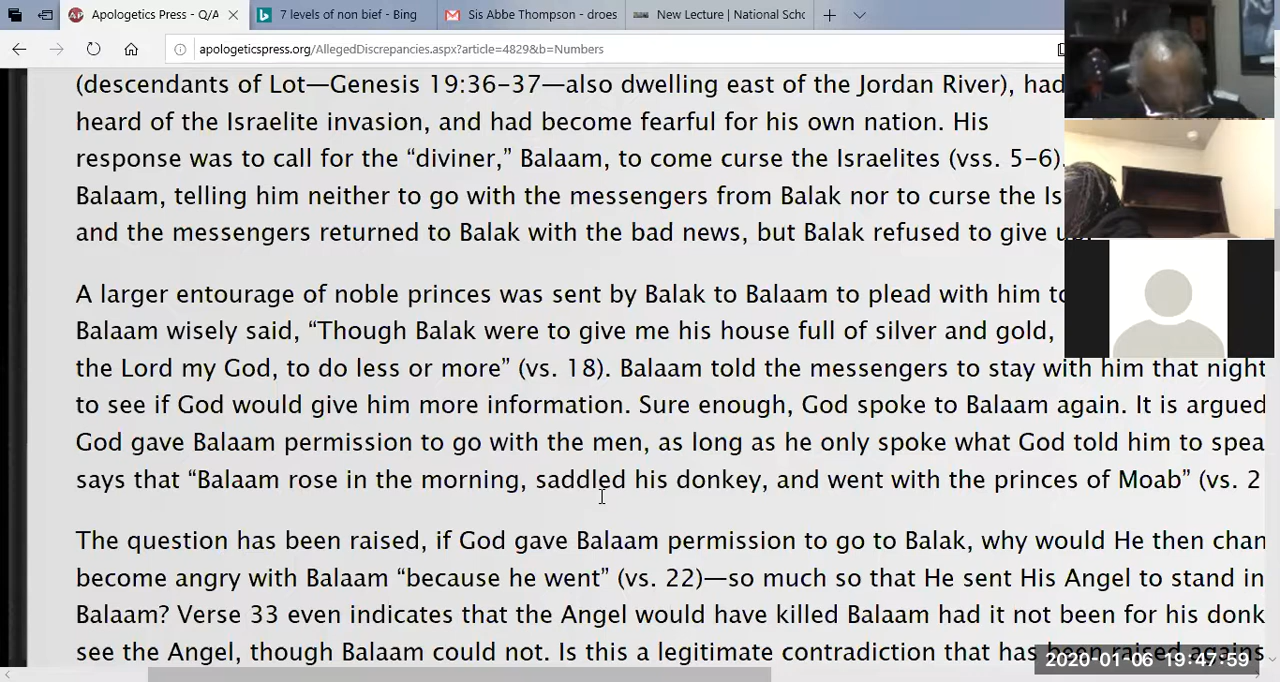 Apologetics Press - Q/A
7 levels of non bief - Bing
Sis Abbe Thompson - droes
New Lecture | National Scho
apologeticspress.org/AllegedDiscrepancies.aspx?article=4829&b=Numbers
(descendants of Lot—Genesis 19:36-37—also dwelling east of the Jordan River), had
heard of the Israelite invasion, and had become fearful for his own nation. His
response was to call for the “diviner,” Balaam, to come curse the Israelites (vss. 5-6).
Balaam, telling him neither to go with the messengers from Balak nor to curse the Is
and the messengers returned to Balak with the bad news, but Balak refused to give up.
A larger entourage of noble princes was sent by Balak to Balaam to plead with him to
Balaam wisely said, “Though Balak were to give me his house full of silver and gold,
the Lord my God, to do less or more” (vs. 18). Balaam told the messengers to stay with him that night
to see if God would give him more information. Sure enough, God spoke to Balaam again. It is argued
God gave Balaam permission to go with the men, as long as he only spoke what God told him to spea
says that “Balaam rose in the morning, saddled his donkey, and went with the princes of Moab” (vs. 2
The question has been raised, if God gave Balaam permission to go to Balak, why would He then chan
become angry with Balaam “because he went” (vs. 22)—so much so that He sent His Angel to stand in
Balaam? Verse 33 even indicates that the Angel would have killed Balaam had it not been for his donk
see the Angel, though Balaam could not. Is this a legitimate contradiction that has been raised agains
2020-01-06 19:47:59